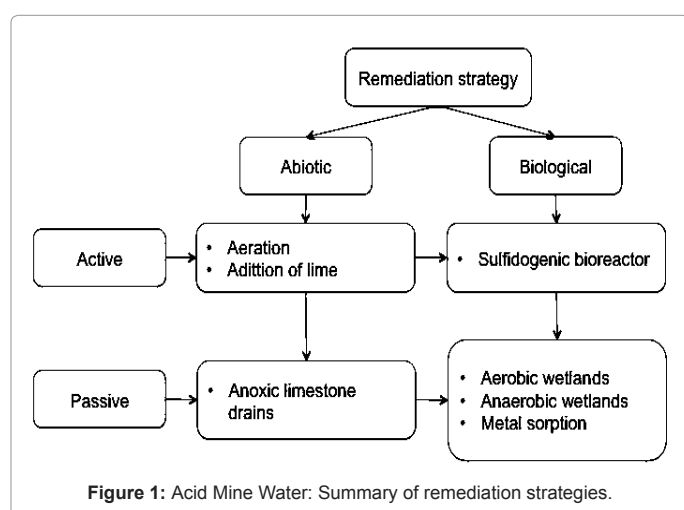 Remediation strategy
Abiotic
Biological
Active
• Aeration
• Adittion of lime
• Sulfidogenic bioreactor
Passive
• Anoxic limestone
drains
• Aerobic wetlands
• Anaerobic wetlands
• Metal sorption
Figure 1: Acid Mine Water: Summary of remediation strategies.